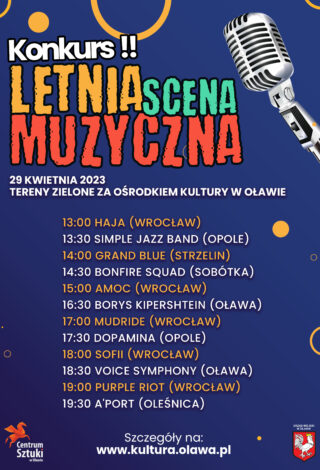 Konkurs !!
LETNIA SCENA
MUZYCZNA
29 KWIETNIA 2023
TERENY ZIELONE ZA OŚRODKIEM KULTURY W OŁAWIE
13:00 HAJA (WROCŁAW)
13:30 SIMPLE JAZZ BAND (OPOLE)
14:00 GRAND BLUE (STRZELIN)
14:30 BONFIRE SQUAD (SOBÓTKA)
15:00 AMOC (WROCŁAW)
16:30 BORYS KIPERSHTEIN (OŁAWA)
17:00 MUDRIDE (WROCŁAW)
17:30 DOPAMINA (OPOLE)
18:00 SOFII (WROCŁAW)
18:30 VOICE SYMPHONY (OŁAWA)
19:00 PURPLE RIOT (WROCŁAW)
19:30 A'PORT (OLEŚNICA)
Szczegóły na:
www.kultura.olawa.pl
Centrum
Sztuki
w Oławie